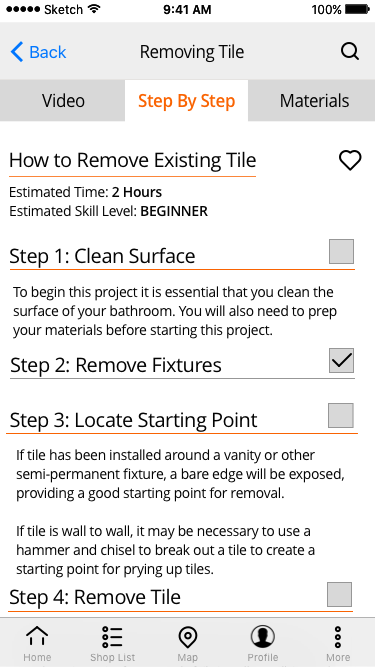 Sketch 9:41 AM 100%
Back Removing Tile
Video Step By Step Materials
How to Remove Existing Tile
Estimated Time: 2 Hours
Estimated Skill Level: BEGINNER
Step 1: Clean Surface
To begin this project it is essential that you clean the
surface of your bathroom. You will also need to prep
your materials before starting this project.
Step 2: Remove Fixtures
Step 3: Locate Starting Point
If tile has been installed around a vanity or other
semi-permanent fixture, a bare edge will be exposed,
providing a good starting point for removal.
If tile is wall to wall, it may be necessary to use a
hammer and chisel to break out a tile to create a
starting point for prying up tiles.
Step 4: Remove Tile
Home Shop List Map Profile More